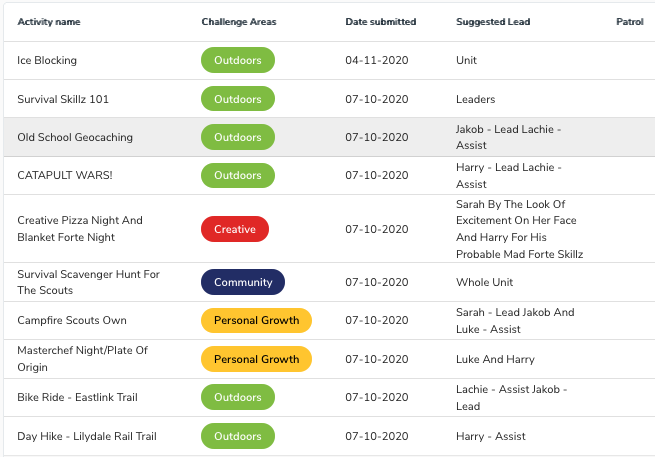 Activity name Challenge Areas Date submitted Suggested Lead Patrol
Ice Blocking Outdoors 04-11-2020 Unit
Survival Skillz 101 Outdoors 07-10-2020 Leaders
Old School Geocaching Outdoors 07-10-2020 Jakob - Lead Lachie -
Assist
CATAPULT WARS! Outdoors 07-10-2020 Harry - Lead Lachie -
Assist
Creative Pizza Night And
Blanket Forte Night
Creative
07-10-2020
Sarah By The Look Of
Excitement On Her Face
And Harry For His
Probable Mad Forte Skillz
Survival Scavenger Hunt For
The Scouts
Community
07-10-2020
Whole Unit
Campfire Scouts Own Personal Growth 07-10-2020 Sarah - Lead Jakob And
Luke - Assist
Masterchef Night/Plate Of
Origin
Personal Growth
07-10-2020
Luke And Harry
Bike Ride - Eastlink Trail Outdoors 07-10-2020 Lachie - Assist Jakob -
Lead
Day Hike - Lilydale Rail Trail Outdoors 07-10-2020 Harry - Assist